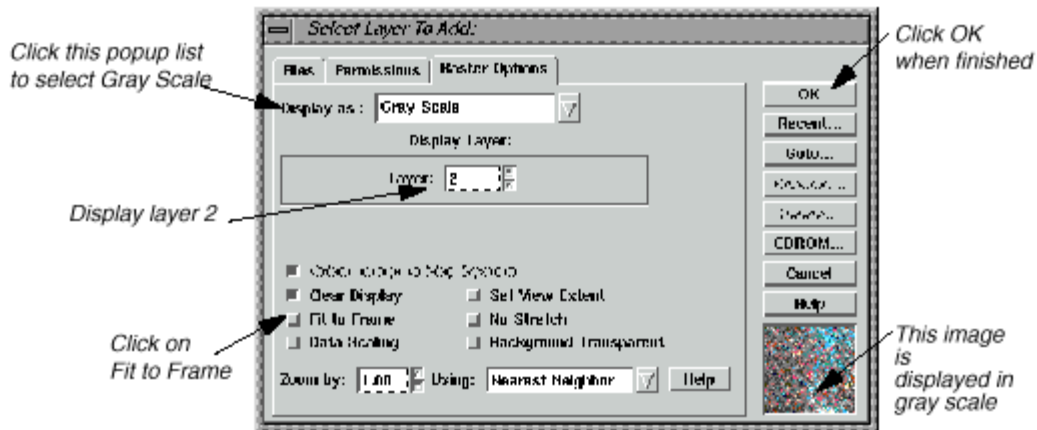 Select Layer To Add:
Click this popup list
to select Gray Scale
Click OK
when finished
Files
Permissions
Raster Options
Display as :
Gray Scale
OK
Recent...
Goto...
CDROM...
Cancel
Help
Display Layer:
Layer:
2
Display layer 2
Clear Display
Set View Extent
Fit to Frame
No Stretch
Data Scaling
Background Transparent
Click on
Fit to Frame
Zoom by:
1.00
Using:
Nearest Neighbor
Help
This image
is
displayed in
gray scale